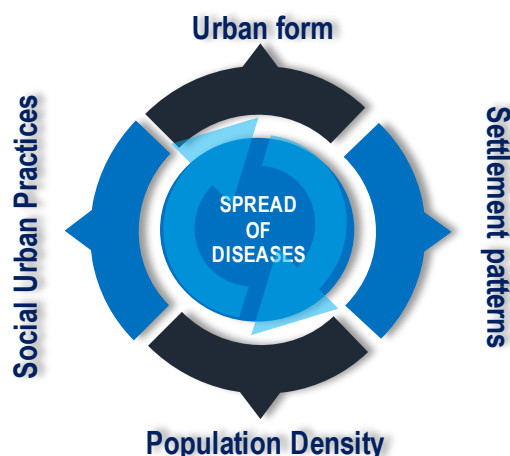 Urban form
Social Urban Practices
SPREAD
OF
DISEASES
Settlement patterns
Population Density